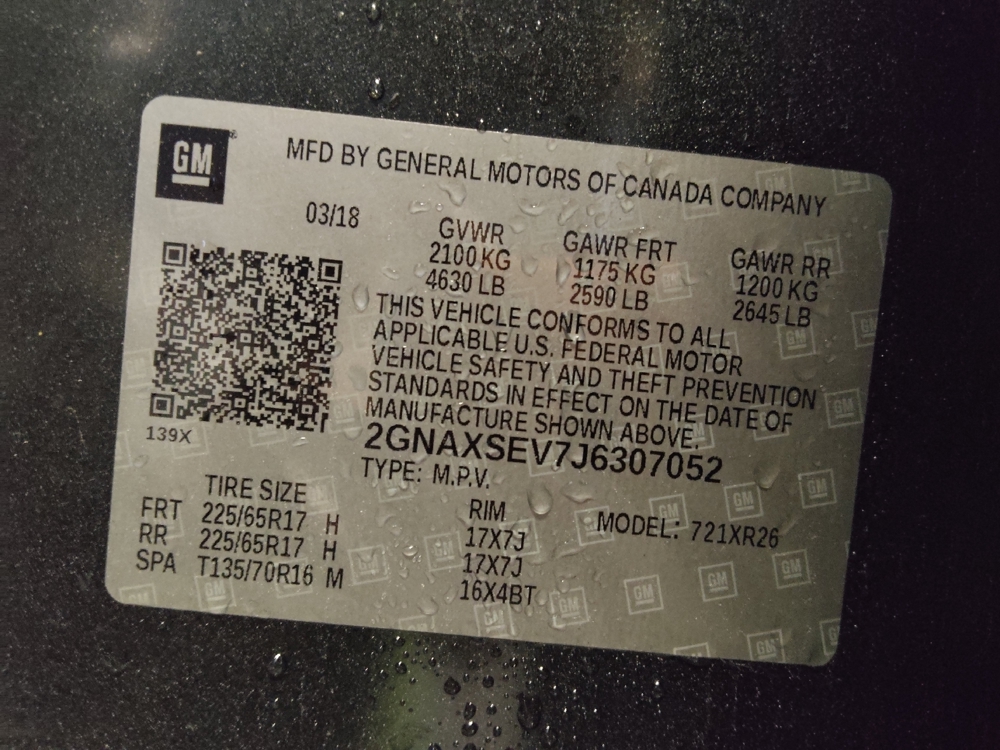 GM
MFD BY GENERAL MOTORS OF CANADA COMPANY
03/18
GVWR GAWR FRT GAWR RR
2100 KG 1175 KG 1200 KG
4630 LB 2590 LB 2645 LB
THIS VEHICLE CONFORMS TO ALL
APPLICABLE U.S. FEDERAL MOTOR
VEHICLE SAFETY AND THEFT PREVENTION
STANDARDS IN EFFECT ON THE DATE OF
MANUFACTURE SHOWN ABOVE.
139X
2GNAXSEV7J6307052
TYPE: M.P.V.
TIRE SIZE RIM MODEL: 721XR26
FRT 225/65R17 H 17X7J
RR 225/65R17 H 17X7J
SPA T135/70R16 M 16X4BT